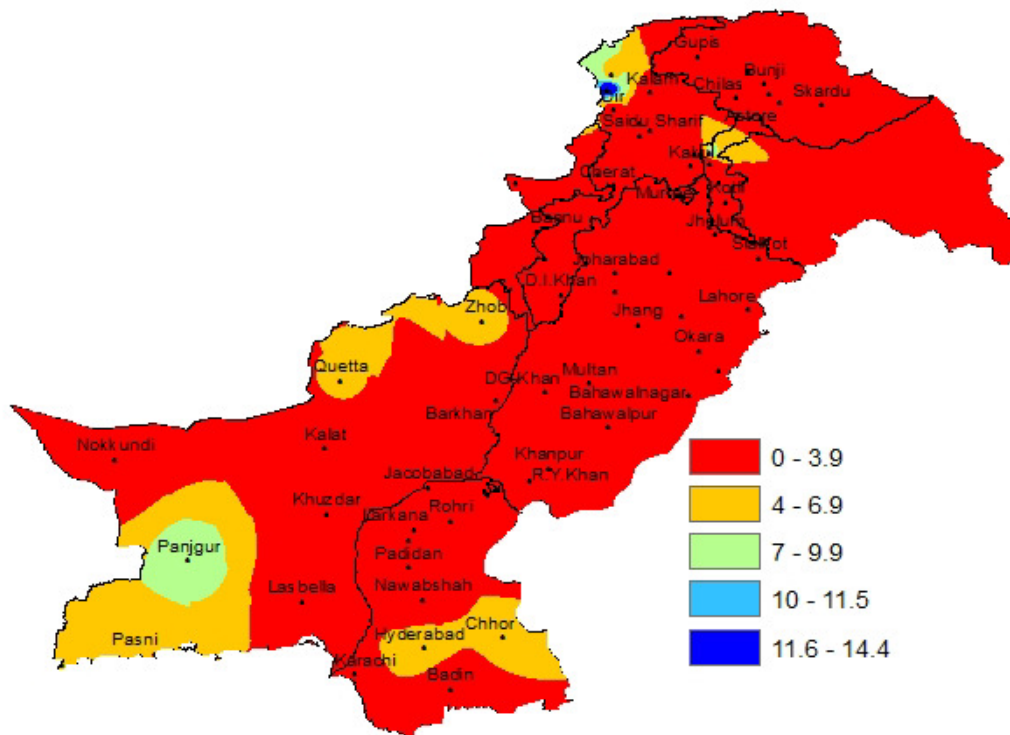 Gupis
Bunji
Kalam
Chilas
Skardu
Dir
Astore
Saidu Sharif
Kakul
Cherat
Kotli
Murree
Bannu
Jhelum
Sialkot
Joharabad
D.I.Khan
Lahore
Zhob
Jhang
Okara
Quetta
Multan
DG Khan
Bahawalnagar
Barkhan
Bahawalpur
Kalat
Nokkundi
Khanpur
Jacobabad
R.Y.Khan
Khuzdar
Rohri
Larkana
Panjgur
Padidan
Lasbella
Nawabshah
Chhor
Hyderabad
Pasni
Karachi
Badin
0 - 3.9
4 - 6.9
7 - 9.9
10 - 11.5
11.6 - 14.4